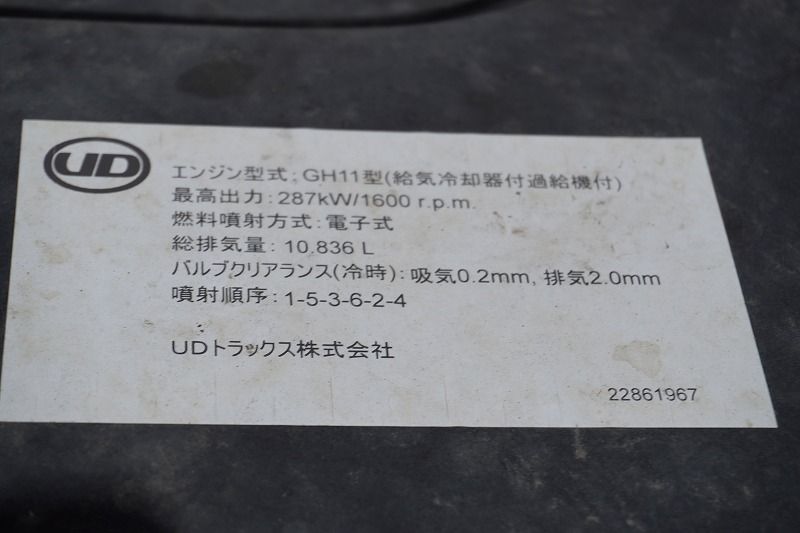 UD
エンジン型式: GH11型(給気冷却器付過給機付)
最高出力: 287kW/1600 r.p.m.
燃料噴射方式: 電子式
総排気量: 10.836 L
バルブクリアランス(冷時): 吸気0.2mm, 排気2.0mm
噴射順序: 1-5-3-6-2-4
UDトラックス株式会社
22861967